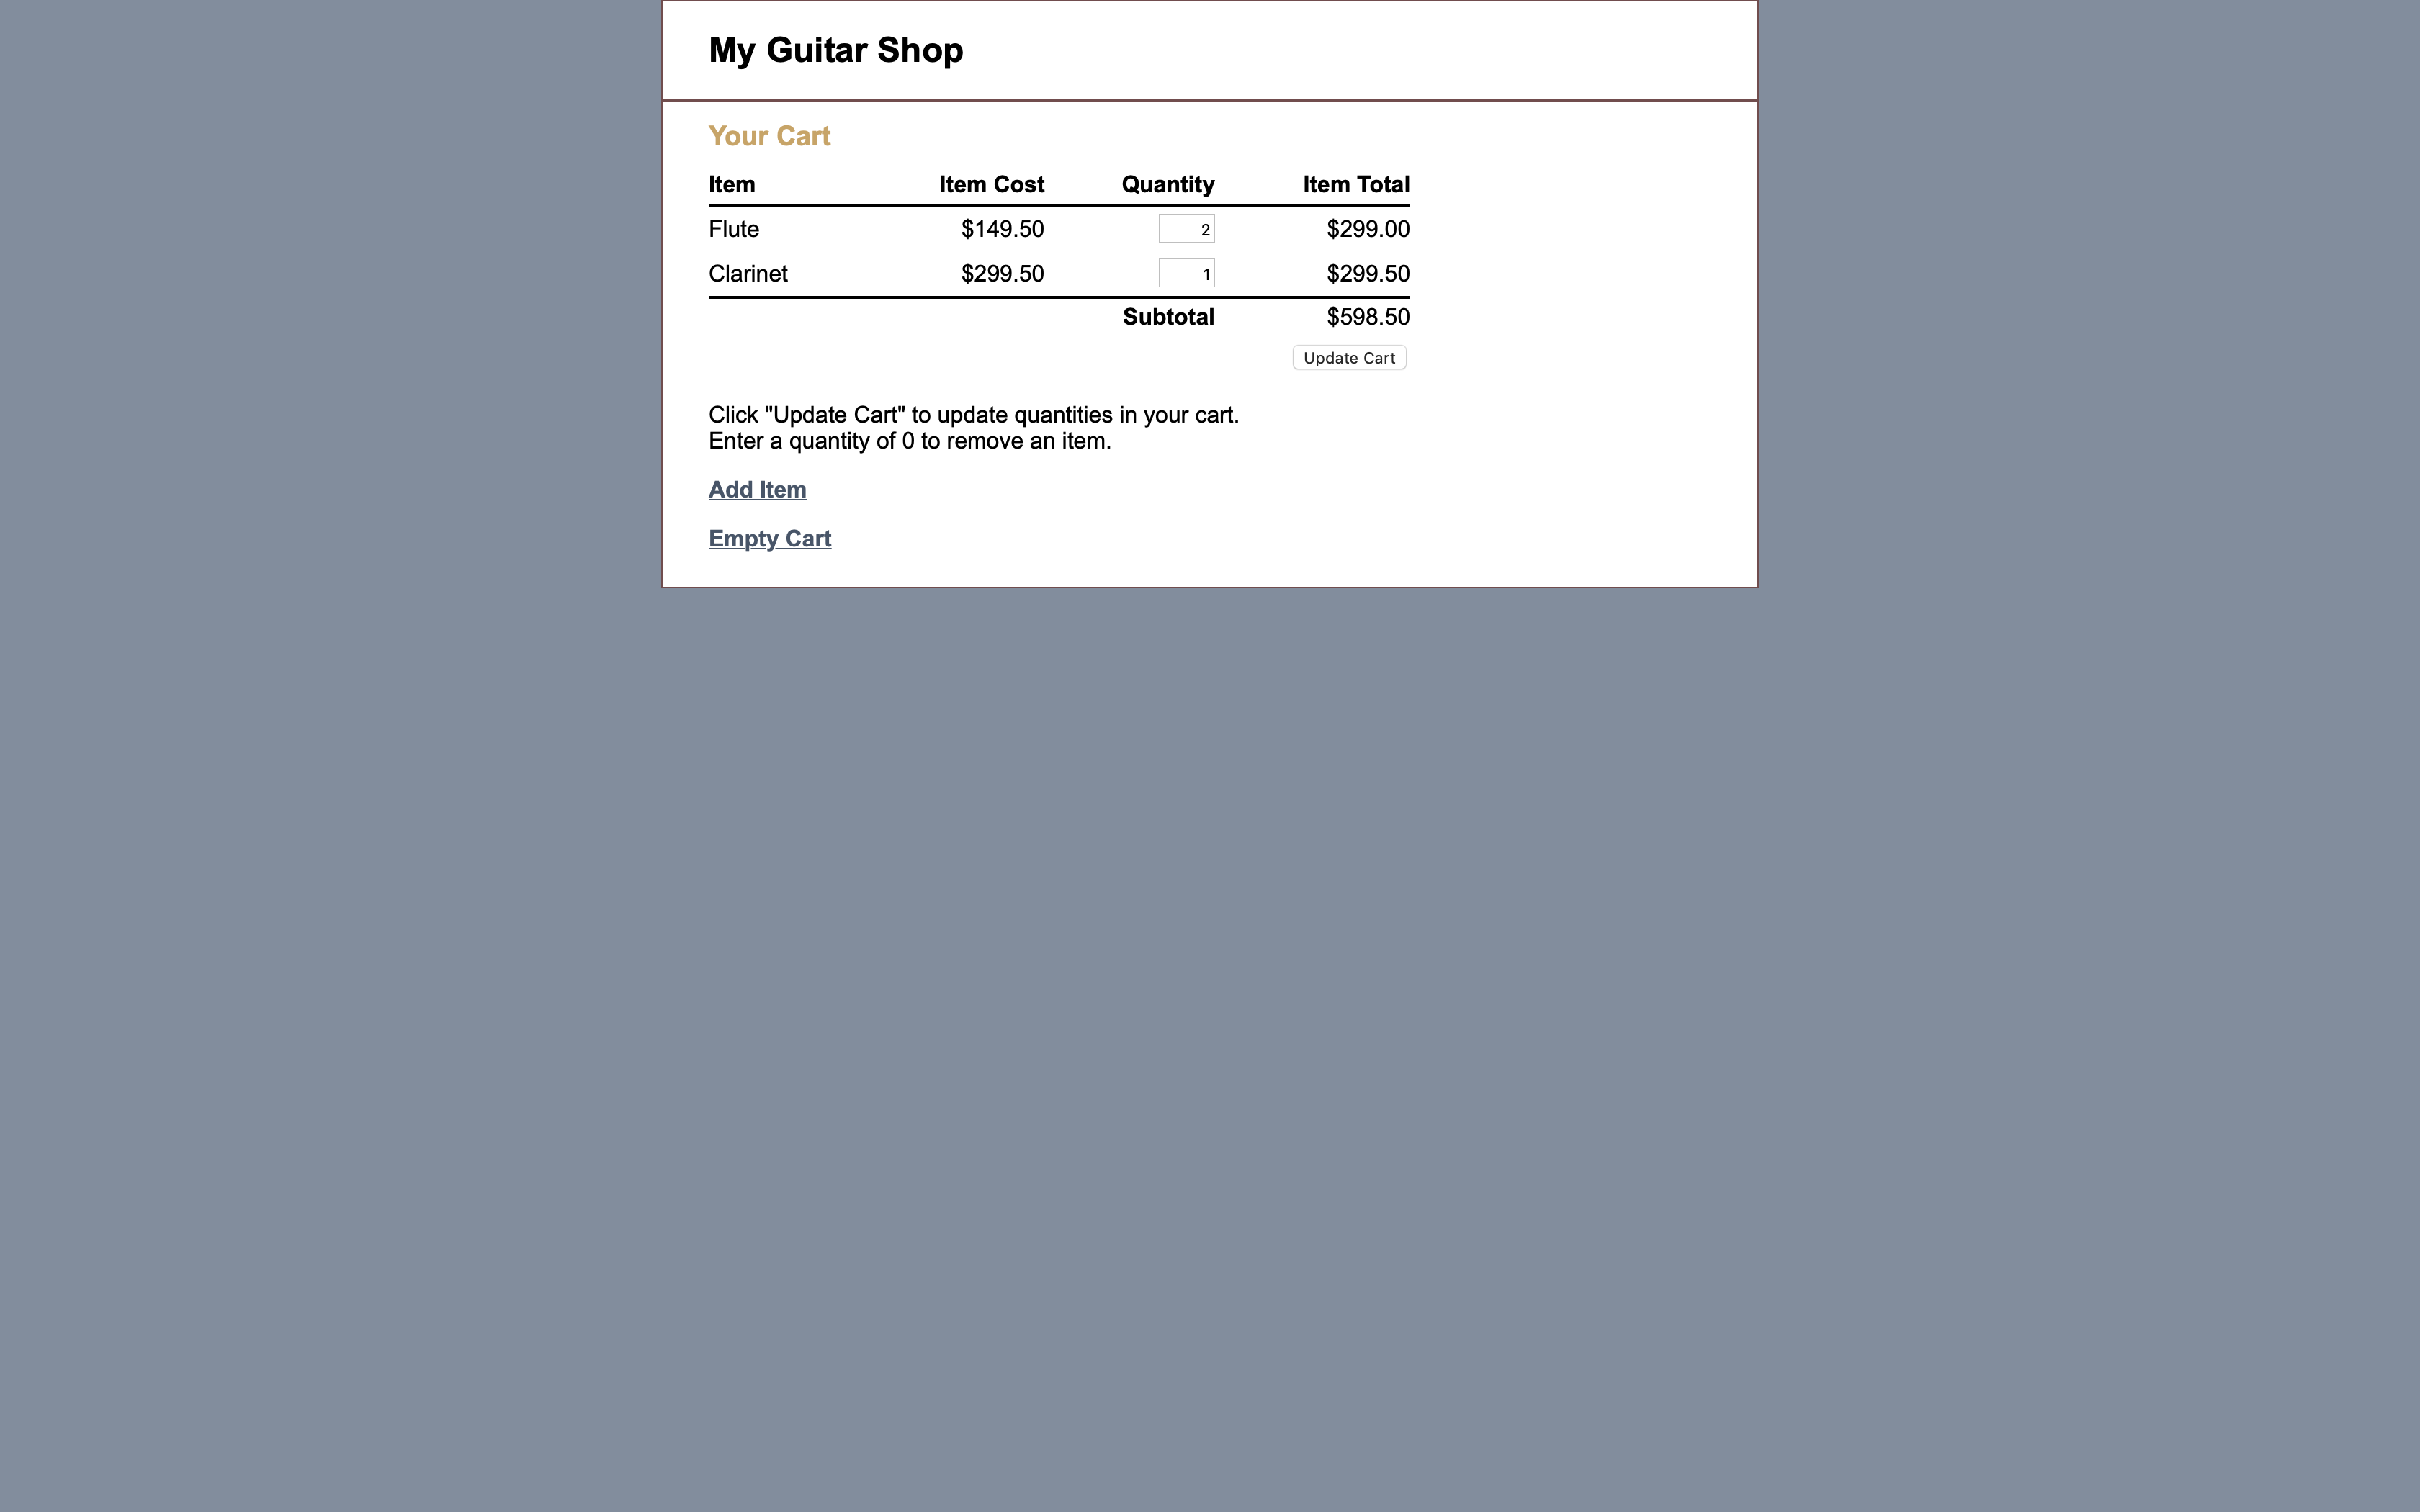 My Guitar Shop
Your Cart
Item Item Cost Quantity Item Total
Flute $149.50 2 $299.00
Clarinet $299.50 1 $299.50
Subtotal $598.50
Update Cart
Click "Update Cart" to update quantities in your cart.
Enter a quantity of 0 to remove an item.
Add Item
Empty Cart